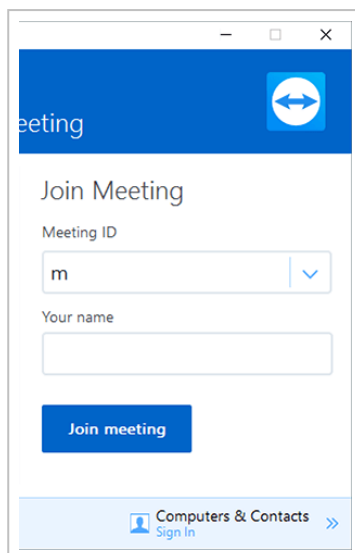 eeting
Join Meeting
Meeting ID
m
Your name
Join meeting
Computers & Contacts
Sign In